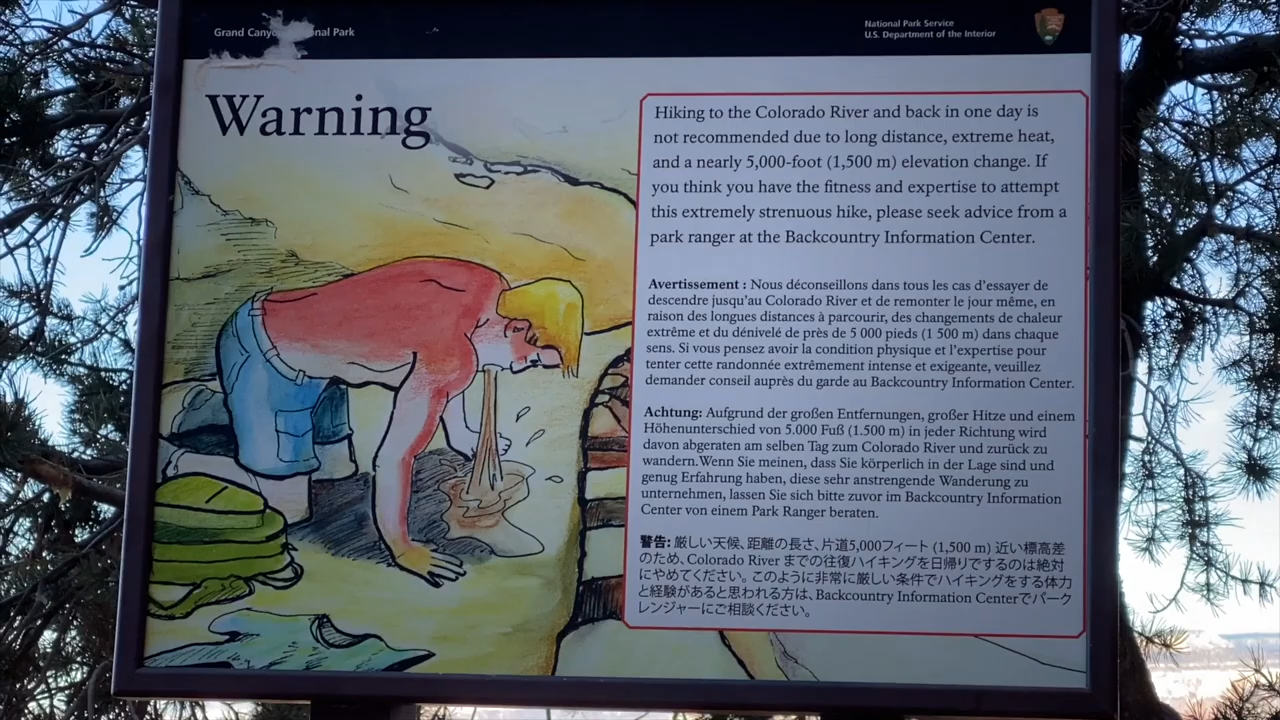 Grand Canyo nal Park
National Park Service
U.S. Department of the Interior
Warning
Hiking to the Colorado River and back in one day is
not recommended due to long distance, extreme heat,
and a nearly 5,000-foot (1,500 m) elevation change. If
you think you have the fitness and expertise to attempt
this extremely strenuous hike, please seek advice from a
park ranger at the Backcountry Information Center.
Avertissement : Nous déconseillons dans tous les cas d'essayer de
descendre jusqu'au Colorado River et de remonter le jour même, en
raison des longues distances à parcourir, des changements de chaleur
extrême et du dénivelé de près de 5 000 pieds (1 500 m) dans chaque
sens. Si vous pensez avoir la condition physique et l'expertise pour
tenter cette randonnée extrêmement intense et exigeante, veuillez
demander conseil auprès du garde au Backcountry Information Center.
Achtung: Aufgrund der großen Entfernungen, großer Hitze und einem
Höhenunterschied von 5.000 Fuß (1.500 m) in jeder Richtung wird
davon abgeraten am selben Tag zum Colorado River und zurück zu
wandern.Wenn Sie meinen, dass Sie körperlich in der Lage sind und
genug Erfahrung haben, diese sehr anstrengende Wanderung zu
unternehmen, lassen Sie sich bitte zuvor im Backcountry Information
Center von einem Park Ranger beraten.
警告: 厳しい天候、距離の長さ、片道5,000フィート (1,500 m) 近い標高差
のため、Colorado River までの往復ハイキングを日帰りでするのは絶対
にやめてください。このように非常に厳しい条件でハイキングをする体力
と経験があると思われる方は、Backcountry Information Centerでパーク
レンジャーにご相談ください。